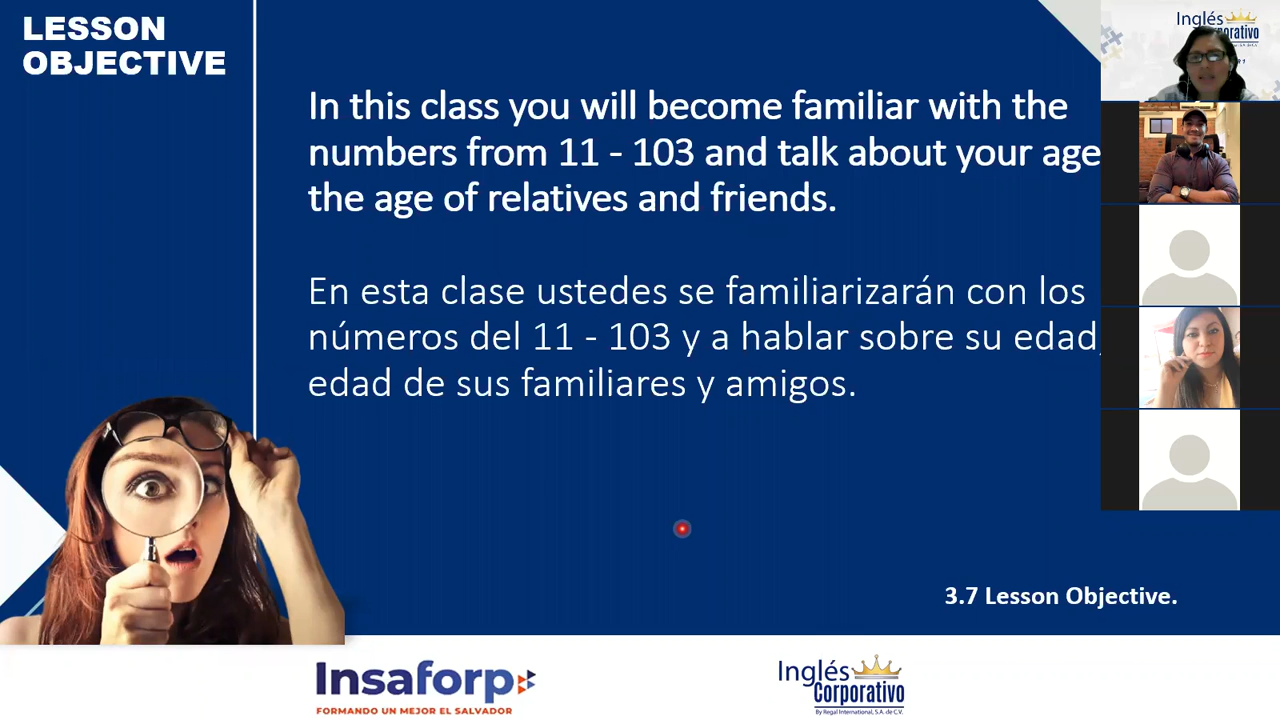 LESSON
OBJECTIVE
In this class you will become familiar with the
numbers from 11 - 103 and talk about your age
the age of relatives and friends.
En esta clase ustedes se familiarizarán con los
números del 11 - 103 y a hablar sobre su edad,
edad de sus familiares y amigos.
3.7 Lesson Objective.
Insaforp
FORMANDO UN MEJOR EL SALVADOR
Inglés
Corporativo
By Regal International, S.A. de C.V.
Inglés